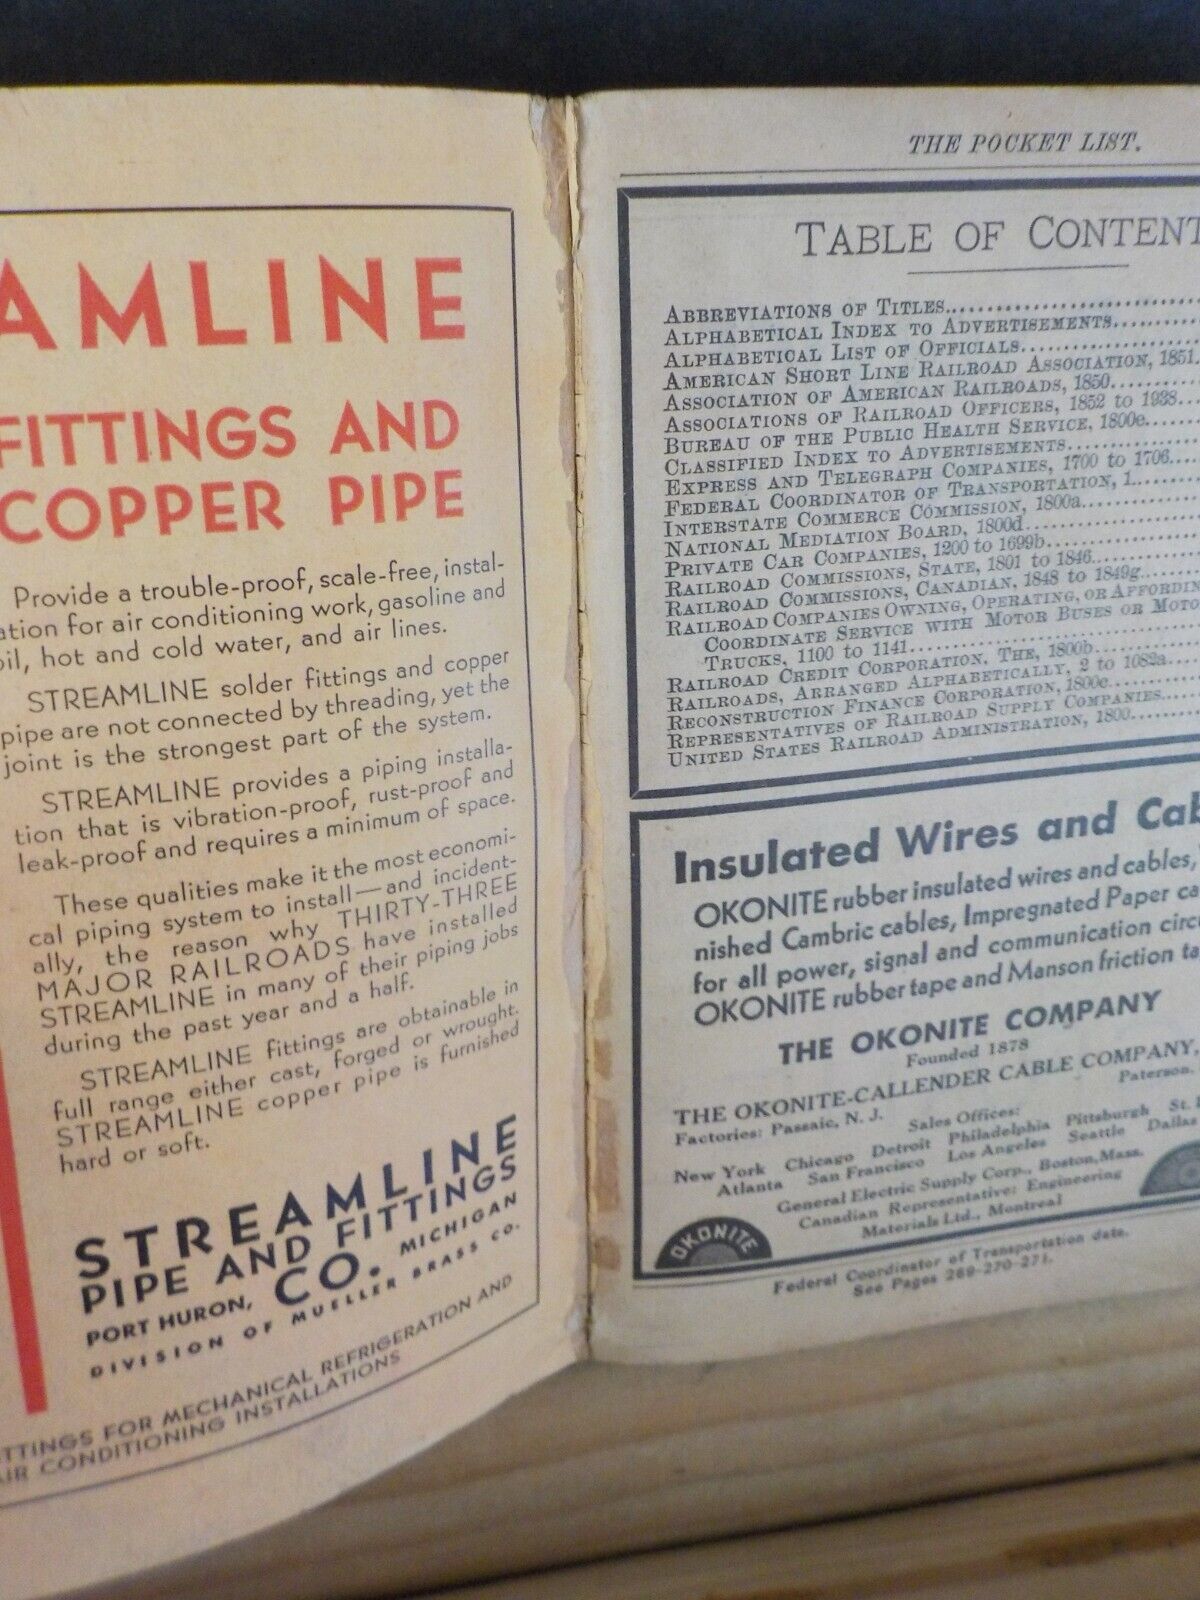 AMLINE
FITTINGS AND
COPPER PIPE
Provide a trouble-proof, scale-free, instal-
ation for air conditioning work, gasoline and
oil, hot and cold water, and air lines.
STREAMLINE solder fittings and copper
pipe are not connected by threading, yet the
joint is the strongest part of the system.
STREAMLINE provides a piping installa-
tion that is vibration-proof, rust-proof and
leak-proof and requires a minimum of space.
These qualities make it the most economi-
cal piping system to install—and incident-
ally, the reason why THIRTY-THREE
MAJOR RAILROADS have installed
STREAMLINE in many of their piping jobs
during the past year and a half.
STREAMLINE fittings are obtainable in
full range either cast, forged or wrought.
STREAMLINE copper pipe is furnished
hard or soft.
STREAMLINE
PIPE AND FITTINGS
PORT HURON, CO. MICHIGAN
DIVISION OF MUELLER BRASS CO.
ITTINGS FOR MECHANICAL REFRIGERATION AND
AIR CONDITIONING INSTALLATIONS
THE POCKET LIST.
TABLE OF CONTENT
ABBREVIATIONS OF TITLES
ALPHABETICAL INDEX TO ADVERTISEMENTS
ALPHABETICAL LIST OF OFFICIALS
AMERICAN SHORT LINE RAILROAD ASSOCIATION, 1851
ASSOCIATION OF AMERICAN RAILROADS, 1850
ASSOCIATIONS OF RAILROAD OFFICERS, 1852 to 1938
BUREAU OF THE PUBLIC HEALTH SERVICE, 1800e
CLASSIFIED INDEX TO ADVERTISEMENTS
EXPRESS AND TELEGRAPH COMPANIES, 1700 to 1706
FEDERAL COORDINATOR OF TRANSPORTATION, 1
INTERSTATE COMMERCE COMMISSION, 1800a
NATIONAL MEDIATION BOARD, 1800d
PRIVATE CAR COMPANIES, 1200 to 1699b
RAILROAD COMMISSIONS, STATE, 1801 to 1846
RAILROAD COMMISSIONS, CANADIAN, 1848 to 1849g
RAILROAD COMPANIES OWNING, OPERATING, OR AFFORDIN
COORDINATE SERVICE WITH MOTOR BUSES OR MOTO
TRUCKS, 1100 to 1141
RAILROAD CREDIT CORPORATION, THE, 1800b
RAILROADS, ARRANGED ALPHABETICALLY, 2 to 1082a
RECONSTRUCTION FINANCE CORPORATION, 1800c
REPRESENTATIVES OF RAILROAD SUPPLY COMPANIES
UNITED STATES RAILROAD ADMINISTRATION, 1800
Insulated Wires and Cab
OKONITE rubber insulated wires and cables,
nished Cambric cables, Impregnated Paper ca
for all power, signal and communication circu
OKONITE rubber tape and Manson friction ta
THE OKONITE COMPANY
Founded 1878
THE OKONITE-CALLENDER CABLE COMPANY,
Factories: Passaic, N. J. Paterson,
Sales Offices:
New York Chicago Detroit Philadelphia Pittsburgh St.
Atlanta San Francisco Los Angeles Seattle Dallas
General Electric Supply Corp., Boston, Mass.
Canadian Representative: Engineering
Materials Ltd., Montreal
OKONITE
Federal Coordinator of Transportation data.
See Pages 269-270-271.